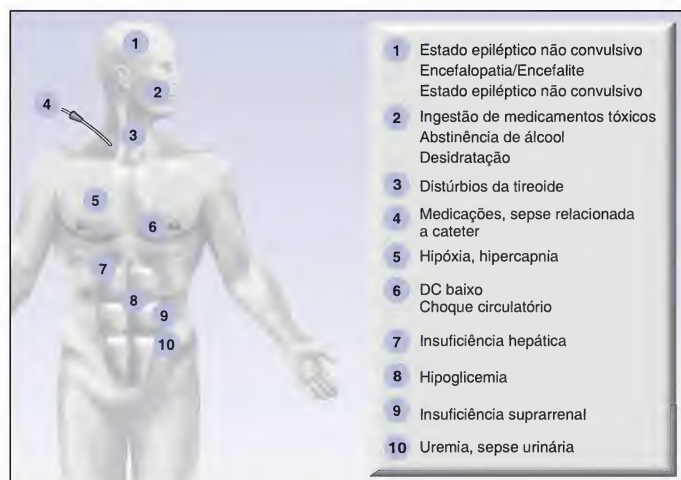 1
2
3
4
5
6
7
8
9
10
1 Estado epiléptico não convulsivo
Encefalopatia/Encefalite
Estado epiléptico não convulsivo
2 Ingestão de medicamentos tóxicos
Abstinência de álcool
Desidratação
3 Distúrbios da tireoide
4 Medicações, sepse relacionada
a cateter
5 Hipóxia, hipercapnia
6 DC baixo
Choque circulatório
7 Insuficiência hepática
8 Hipoglicemia
9 Insuficiência suprarrenal
10 Uremia, sepse urinária